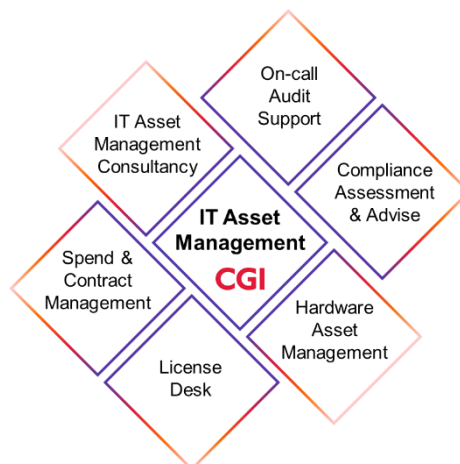 On-call
Audit
Support
IT Asset
Management
Consultancy
Compliance
Assessment
& Advise
IT Asset
Management
CGI
Spend &
Contract
Management
Hardware
Asset
Management
License
Desk